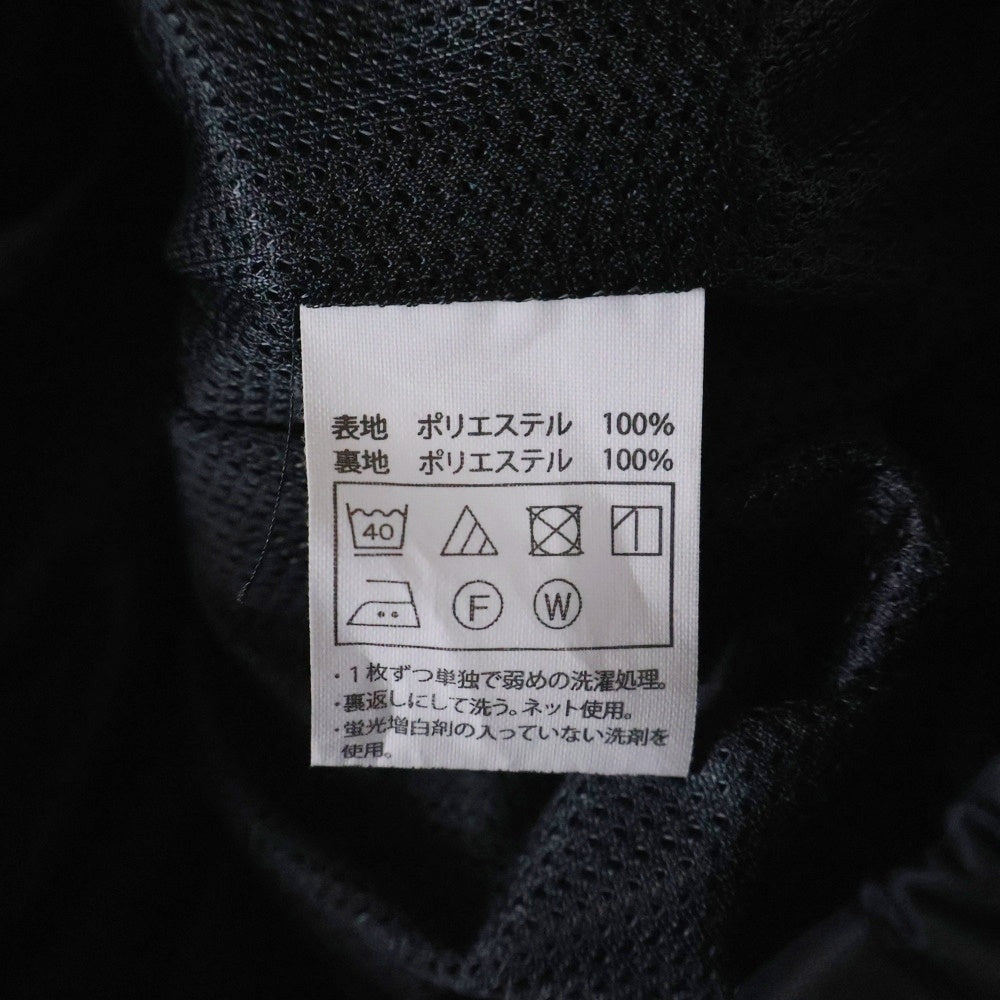 表地 ポリエステル 100%
裏地 ポリエステル 100%
40
F W
・1枚ずつ単独で弱めの洗濯処理。
・裏返しにして洗う。ネット使用。
・蛍光増白剤の入っていない洗剤を
使用。